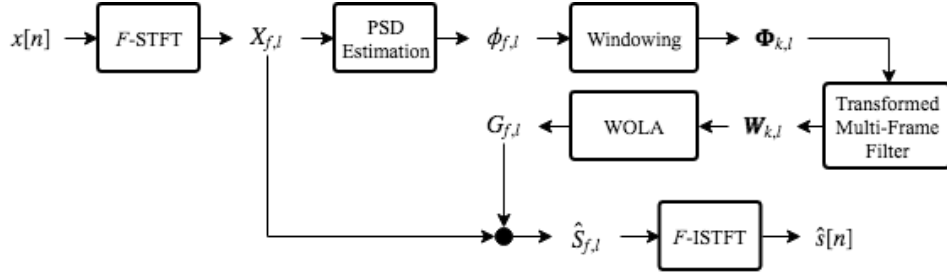 x[n]
F-STFT
X_{f,l}
PSD
Estimation
ϕ_{f,l}
Windowing
Φ_{k,l}
Transformed
Multi-Frame
Filter
W_{k,l}
WOLA
G_{f,l}
Ŝ_{f,l}
F-ISTFT
ŝ[n]